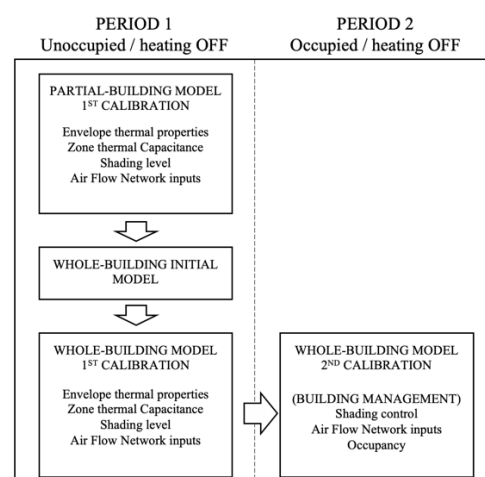 PERIOD 1
Unoccupied / heating OFF
PERIOD 2
Occupied / heating OFF
PARTIAL-BUILDING MODEL
1ST CALIBRATION
Envelope thermal properties
Zone thermal Capacitance
Shading level
Air Flow Network inputs
WHOLE-BUILDING INITIAL
MODEL
WHOLE-BUILDING MODEL
1ST CALIBRATION
Envelope thermal properties
Zone thermal Capacitance
Shading level
Air Flow Network inputs
WHOLE-BUILDING MODEL
2ND CALIBRATION
(BUILDING MANAGEMENT)
Shading control
Air Flow Network inputs
Occupancy